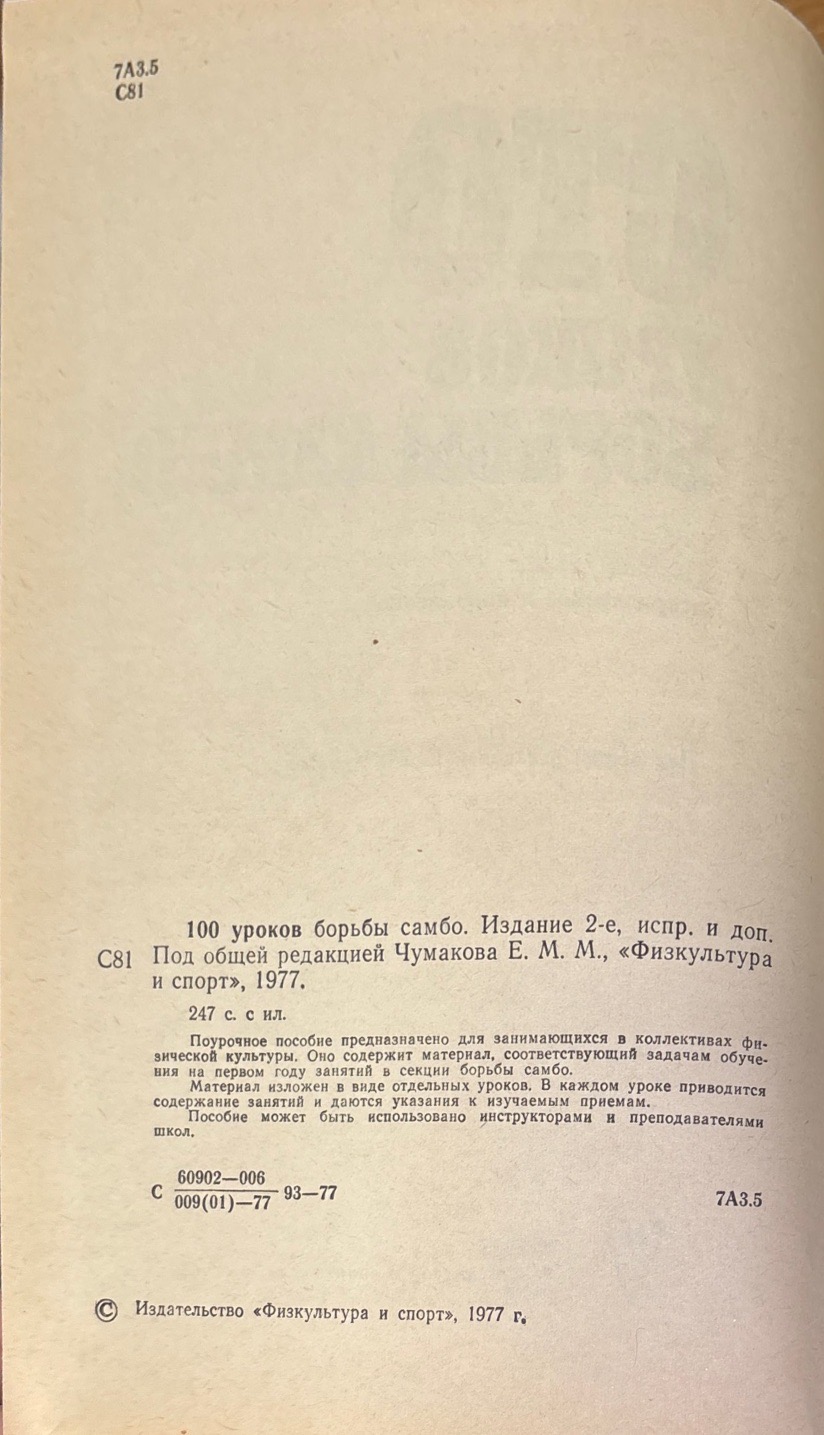 7А3.5
С81
100 уроков борьбы самбо. Издание 2-е, испр. и доп.
С81 Под общей редакцией Чумакова Е. М. М., «Физкультура
и спорт», 1977.
247 с. с ил.
Поурочное пособие предназначено для занимающихся в коллективах фи-
зической культуры. Оно содержит материал, соответствующий задачам обуче-
ния на первом году занятий в секции борьбы самбо.
Материал изложен в виде отдельных уроков. В каждом уроке приводится
содержание занятий и даются указания к изучаемым приемам.
Пособие может быть использовано инструкторами и преподавателями
школ.
60902—006
С 009(01)—77 93—77
7А3.5
© Издательство «Физкультура и спорт», 1977 г.